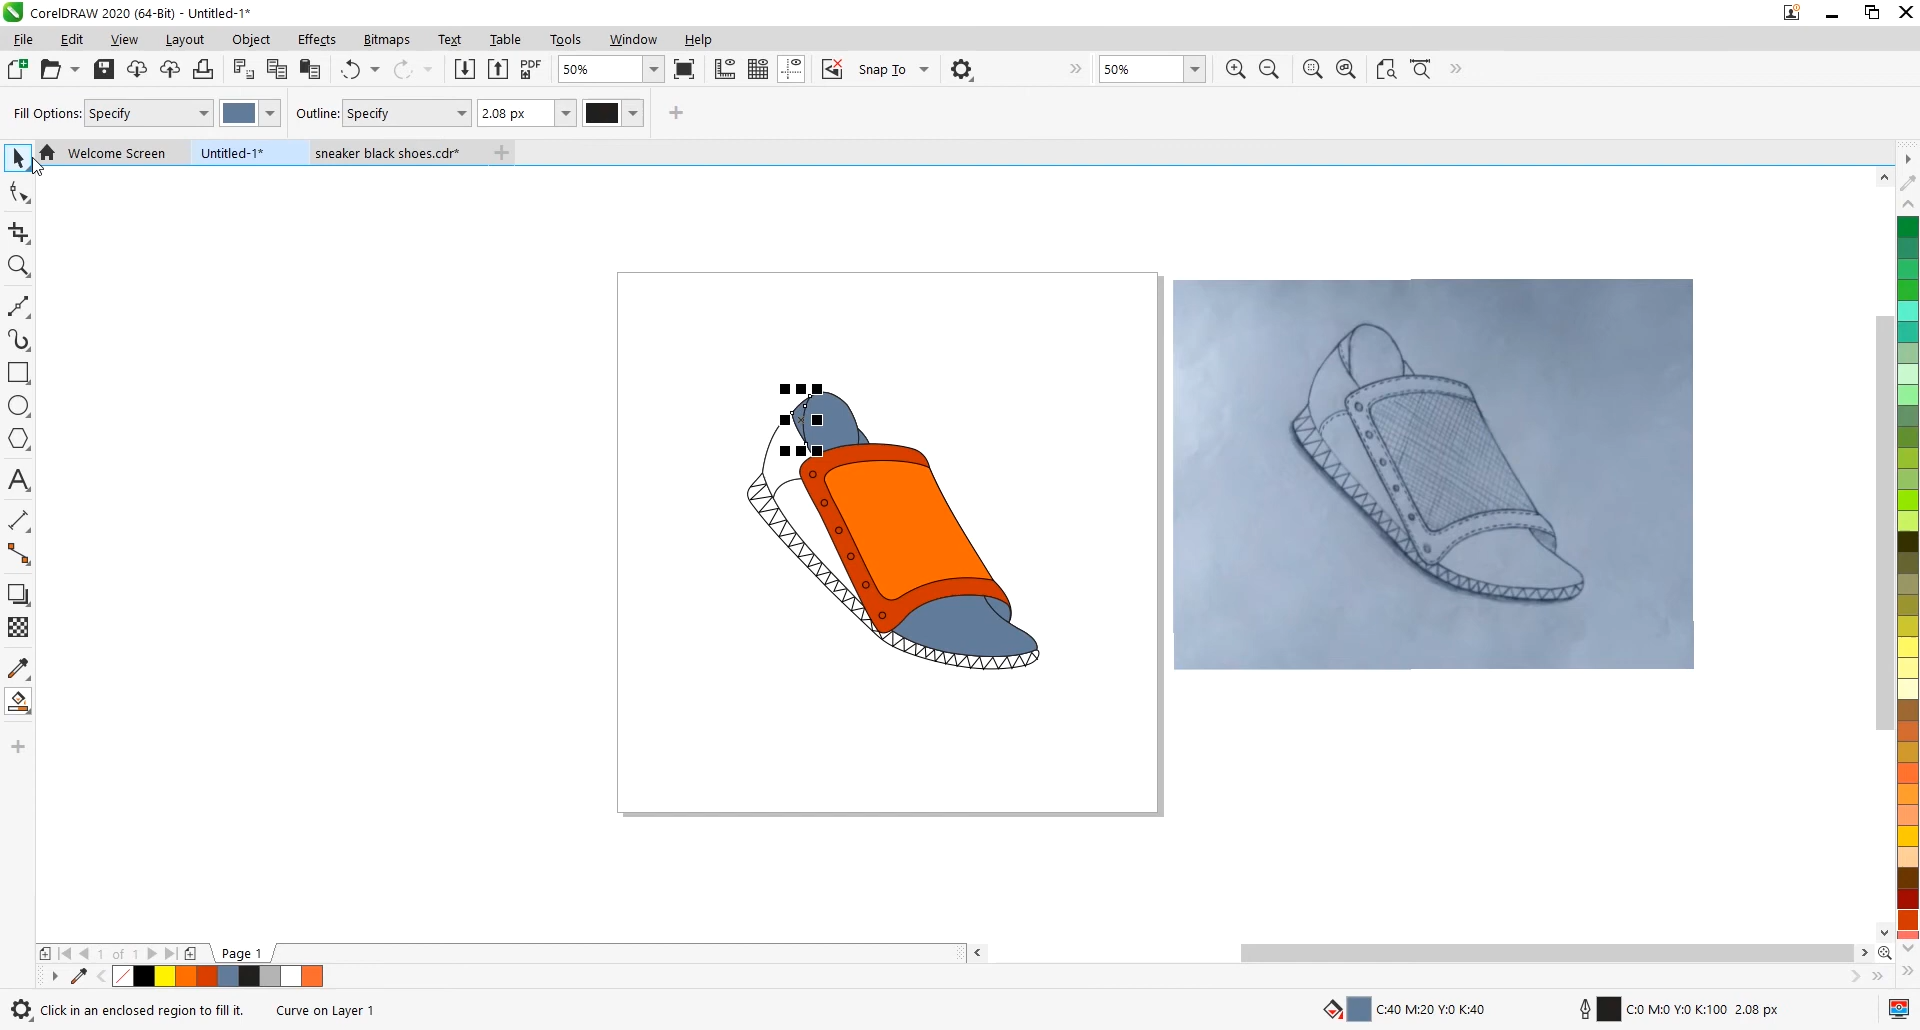 CorelDRAW 2020 (64-Bit) - Untitled-1*
File Edit View Layout Object Effects Bitmaps Text Table Tools Window Help
PDF 50% Snap To 50%
Fill Options: Specify Outline: Specify 2.08 px
Welcome Screen Untitled-1* sneaker black shoes.cdr*
1 of 1 Page 1
Click in an enclosed region to fill it. Curve on Layer 1 C:40 M:20 Y:0 K:40 C:0 M:0 Y:0 K:100 2.08 px